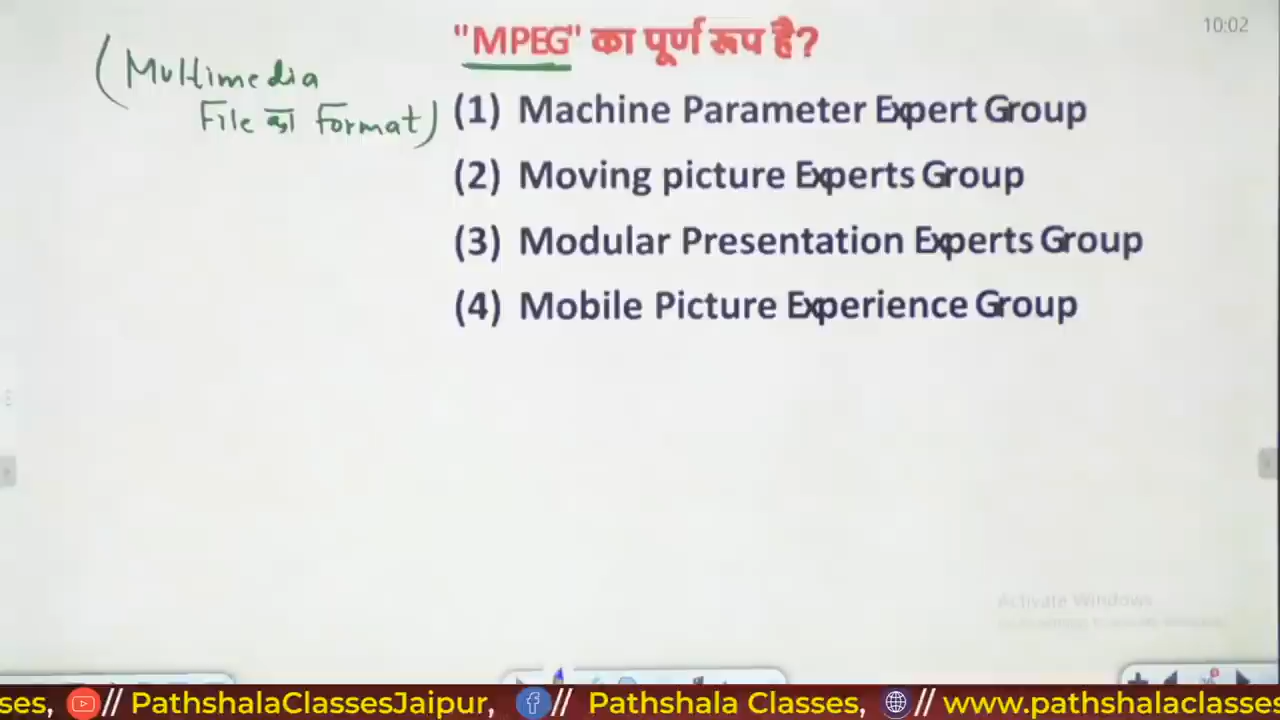 "MPEG" का पूर्ण रूप है?
10:02
(Multimedia
File का Format)
(1) Machine Parameter Expert Group
(2) Moving picture Experts Group
(3) Modular Presentation Experts Group
(4) Mobile Picture Experience Group
Activate Windows
ses, // PathshalaClassesJaipur, // Pathshala Classes, // www.pathshalaclasses